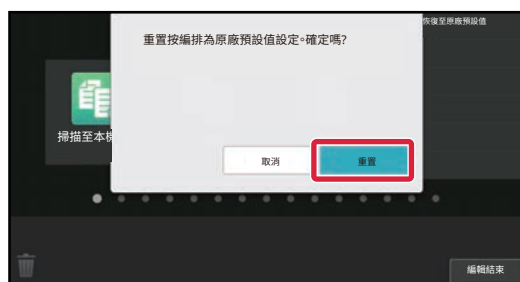 恢復至原廠預設值
重置按編排為原廠預設值設定。確定嗎?
掃描至本機
取消
重置
編輯結束